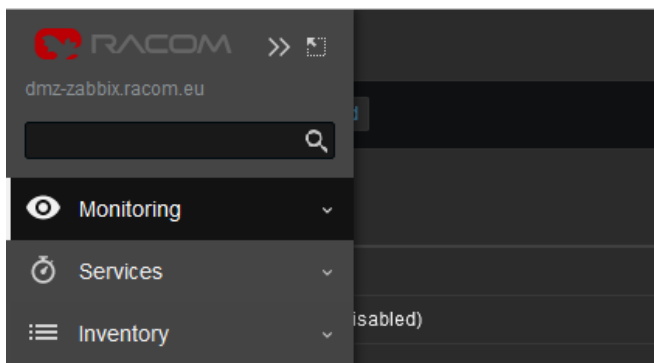 RACOM
dmz-zabbix.racom.eu
Monitoring
Services
Inventory
isabled)